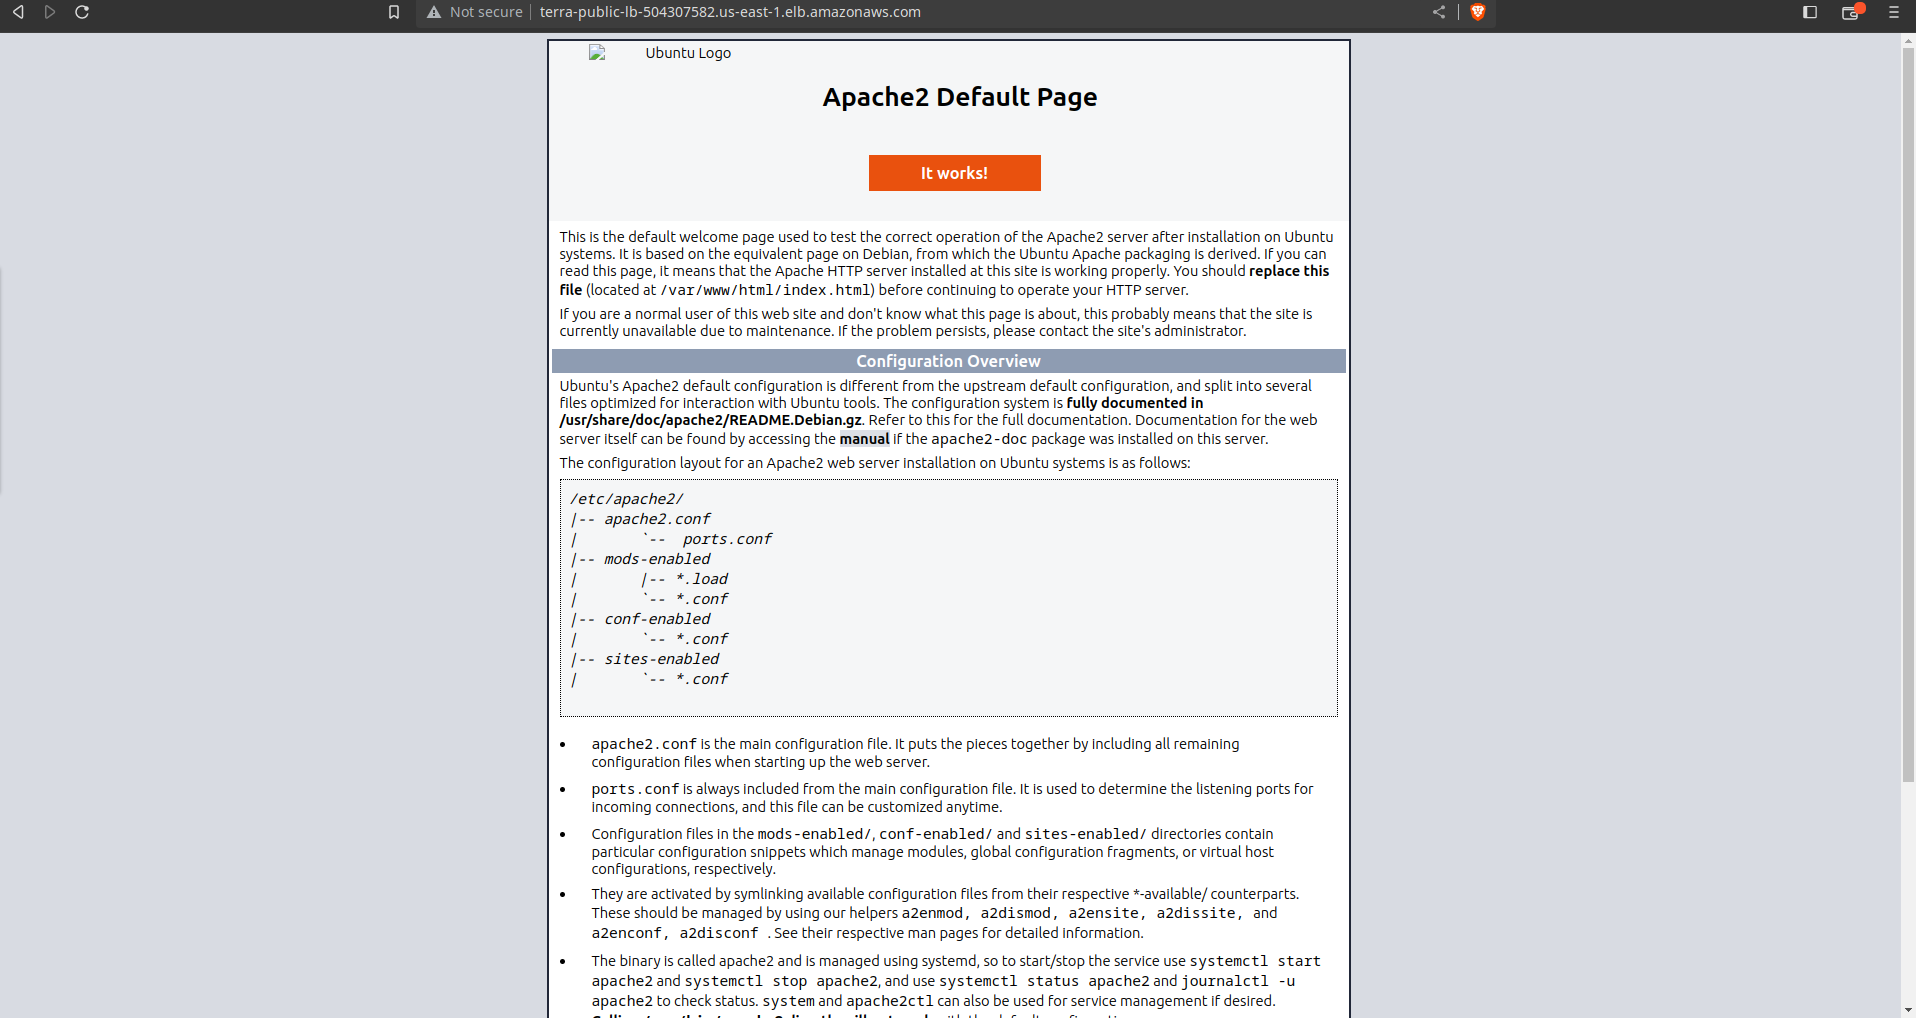 Not secure terra-public-lb-504307582.us-east-1.elb.amazonaws.com
Ubuntu Logo
Apache2 Default Page
It works!
This is the default welcome page used to test the correct operation of the Apache2 server after installation on Ubuntu
systems. It is based on the equivalent page on Debian, from which the Ubuntu Apache packaging is derived. If you can
read this page, it means that the Apache HTTP server installed at this site is working properly. You should replace this
file (located at /var/www/html/index.html) before continuing to operate your HTTP server.
If you are a normal user of this web site and don't know what this page is about, this probably means that the site is
currently unavailable due to maintenance. If the problem persists, please contact the site's administrator.
Configuration Overview
Ubuntu's Apache2 default configuration is different from the upstream default configuration, and split into several
files optimized for interaction with Ubuntu tools. The configuration system is fully documented in
/usr/share/doc/apache2/README.Debian.gz. Refer to this for the full documentation. Documentation for the web
server itself can be found by accessing the manual if the apache2-doc package was installed on this server.
The configuration layout for an Apache2 web server installation on Ubuntu systems is as follows:
/etc/apache2/
|-- apache2.conf
|       `--  ports.conf
|-- mods-enabled
|       |-- *.load
|       `-- *.conf
|-- conf-enabled
|       `-- *.conf
|-- sites-enabled
|       `-- *.conf
• apache2.conf is the main configuration file. It puts the pieces together by including all remaining
configuration files when starting up the web server.
• ports.conf is always included from the main configuration file. It is used to determine the listening ports for
incoming connections, and this file can be customized anytime.
• Configuration files in the mods-enabled/, conf-enabled/ and sites-enabled/ directories contain
particular configuration snippets which manage modules, global configuration fragments, or virtual host
configurations, respectively.
• They are activated by symlinking available configuration files from their respective *-available/ counterparts.
These should be managed by using our helpers a2enmod, a2dismod, a2ensite, a2dissite, and
a2enconf, a2disconf . See their respective man pages for detailed information.
• The binary is called apache2 and is managed using systemd, so to start/stop the service use systemctl start
apache2 and systemctl stop apache2, and use systemctl status apache2 and journalctl -u
apache2 to check status. system and apache2ctl can also be used for service management if desired.